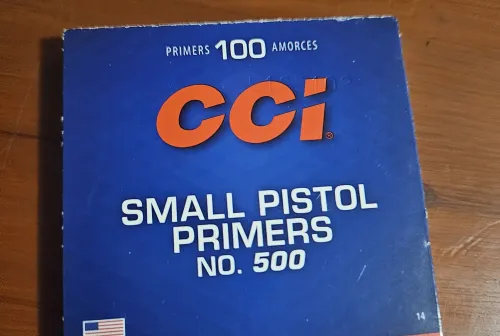 PRIMERS 100 AMORCES
CCi
SMALL PISTOL
PRIMERS
NO. 500
14